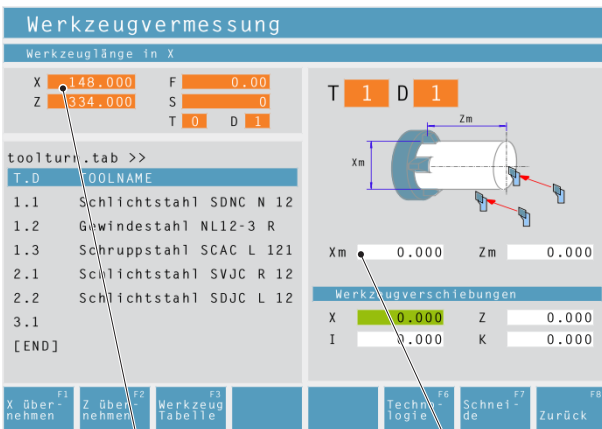 Werkzeugvermessung
Werkzeuglänge in X
X 148.000 F 0.00
Z 334.000 S 0
T 0 D 1
T 1 D 1
Zm
Xm
toolturn.tab >>
T.D TOOLNAME
1.1 Schlichtstahl SDNC N 12
1.2 Gewindestahl NL12-3 R
1.3 Schruppstahl SCAC L 121
2.1 Schlichtstahl SVJC R 12
2.2 Schlichtstahl SDJC L 12
3.1
[END]
Xm 0.000 Zm 0.000
Werkzeugverschiebungen
X 0.000 Z 0.000
I 0.000 K 0.000
F1 X über-nehmen
F2 Z über-nehmen
F3 Werkzeug Tabelle
F6 Techno-logie
F7 Schnei-de
F8 Zurück